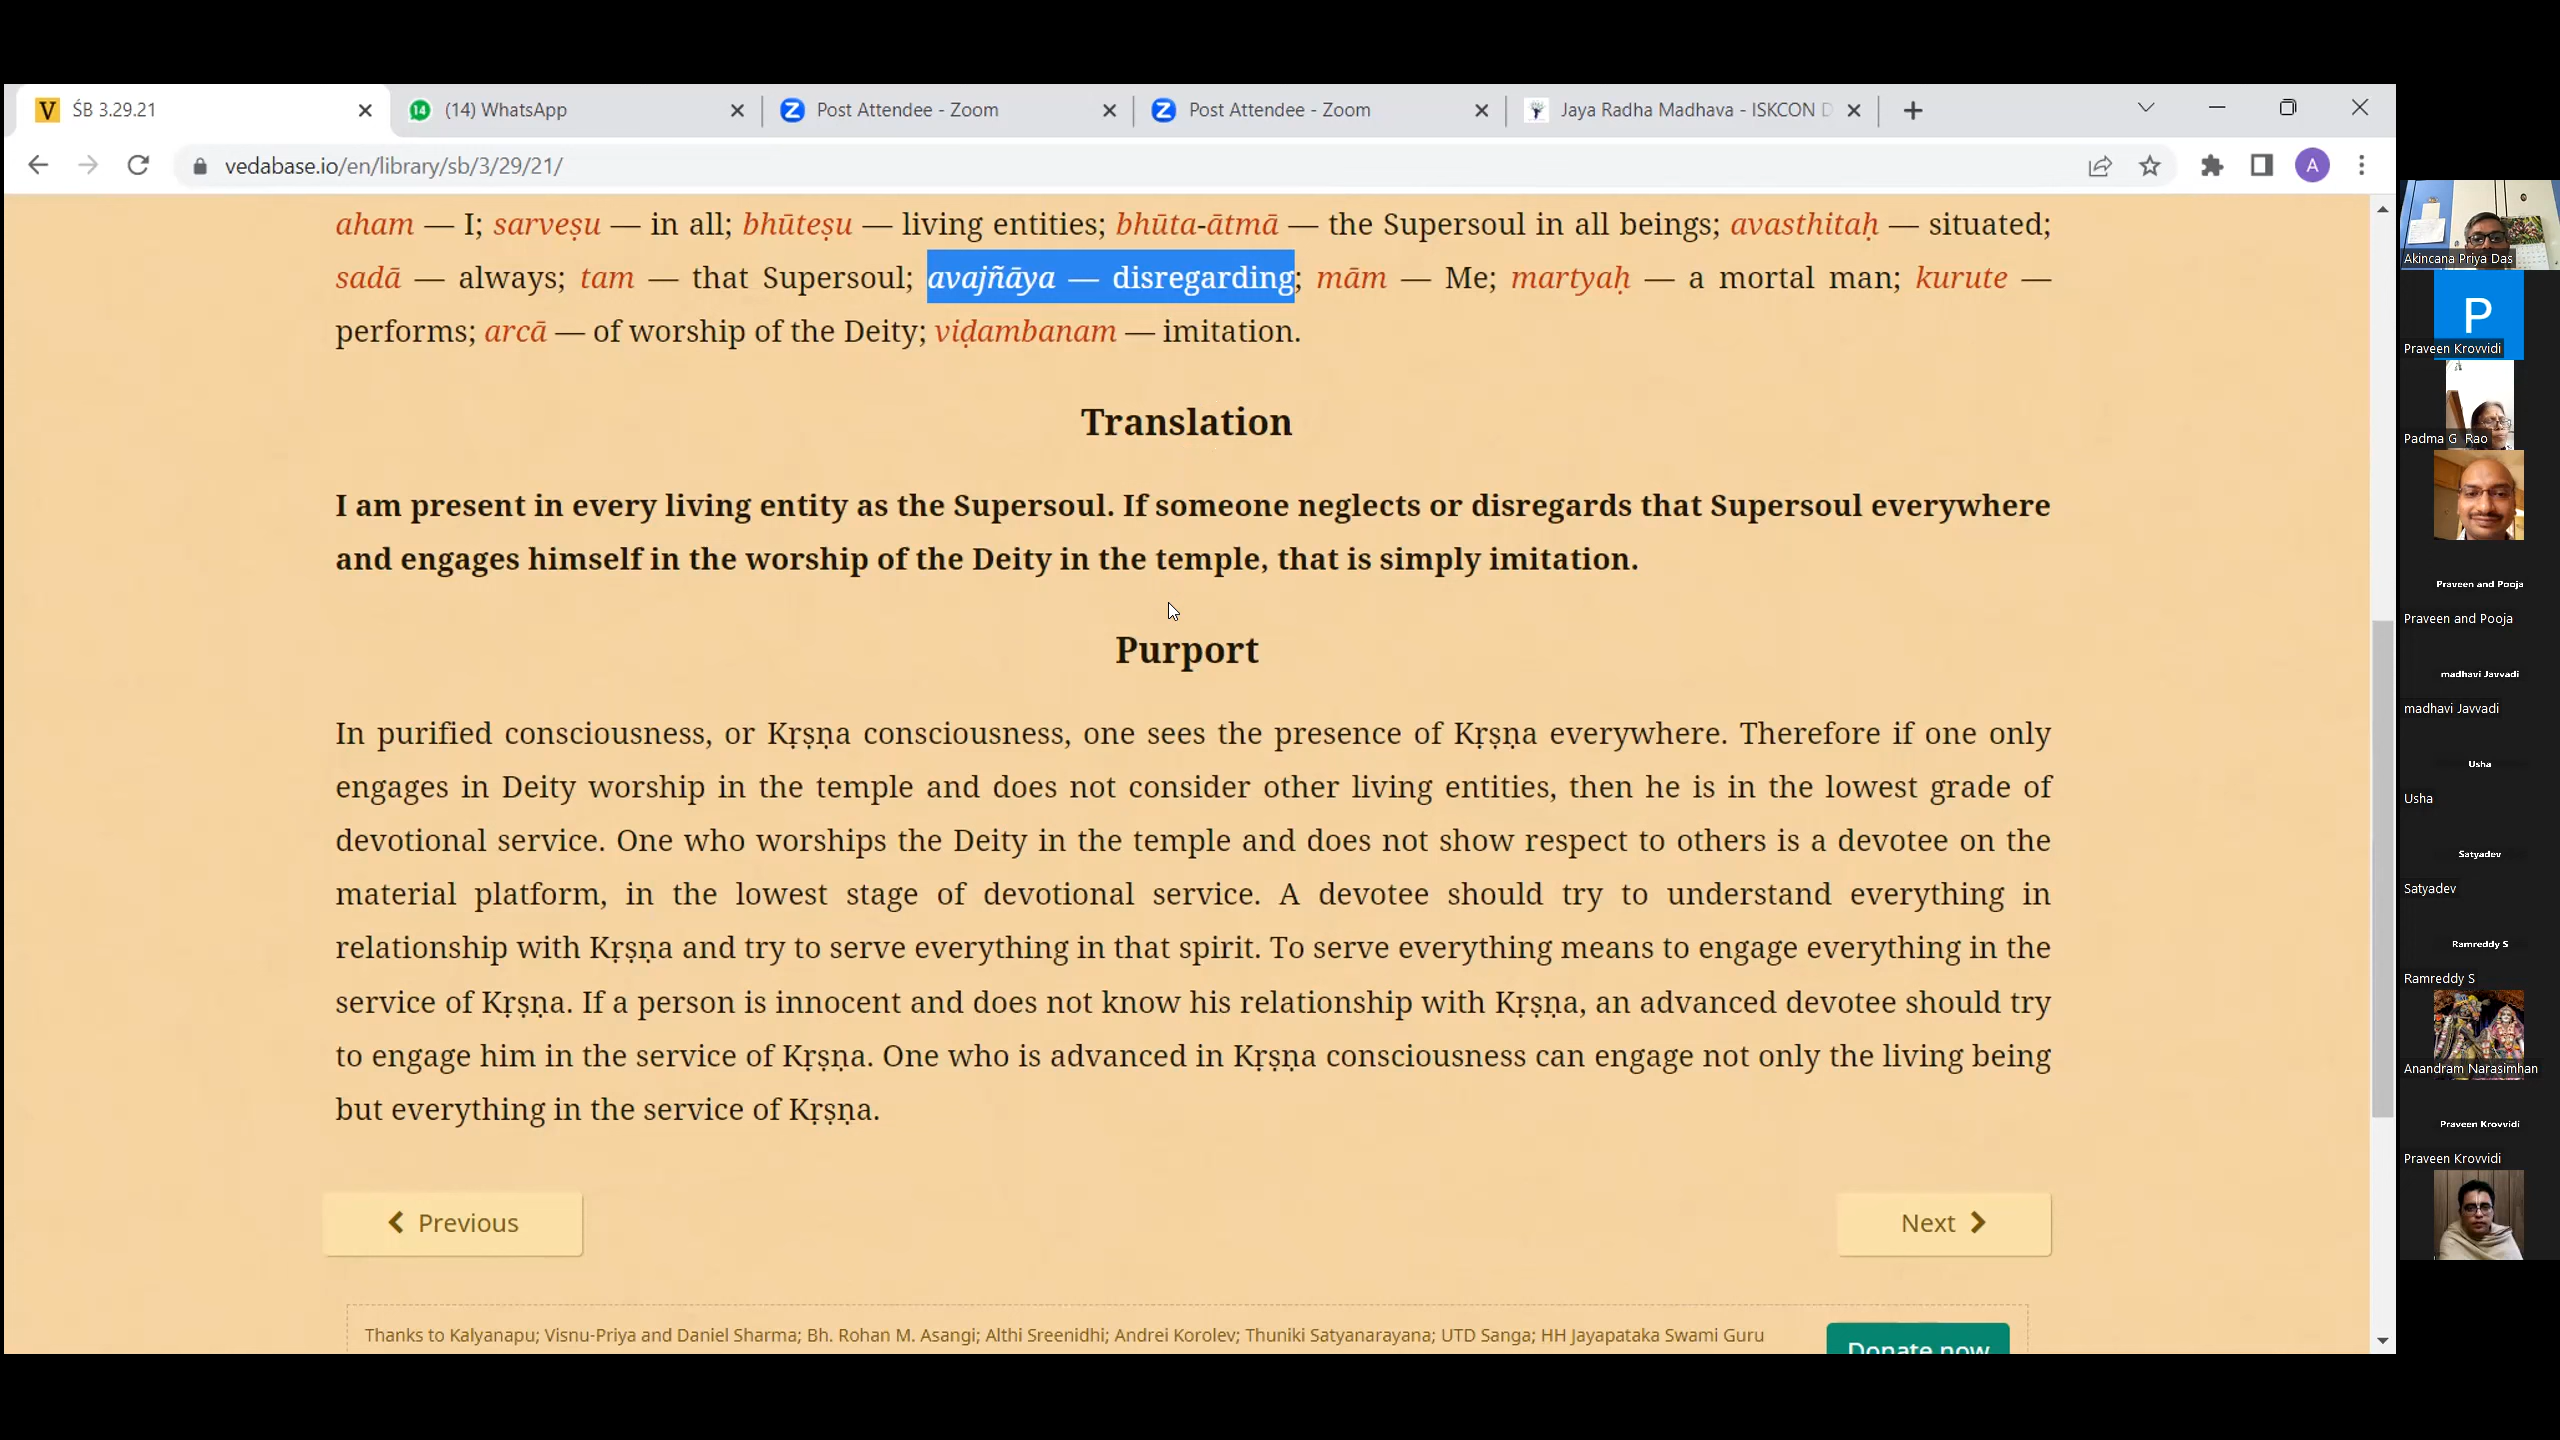 ŚB 3.29.21
14
(14) WhatsApp
Post Attendee - Zoom
Post Attendee - Zoom
Jaya Radha Madhava - ISKCON D
vedabase.io/en/library/sb/3/29/21/
A
aham — I; sarveṣu — in all; bhūteṣu — living entities; bhūta-ātmā — the Supersoul in all beings; avasthitaḥ — situated;
sadā — always; tam — that Supersoul; avajñāya — disregarding; mām — Me; martyaḥ — a mortal man; kurute —
performs; arcā — of worship of the Deity; viḍambanam — imitation.
Translation
I am present in every living entity as the Supersoul. If someone neglects or disregards that Supersoul everywhere
and engages himself in the worship of the Deity in the temple, that is simply imitation.
Purport
In purified consciousness, or Kṛṣṇa consciousness, one sees the presence of Kṛṣṇa everywhere. Therefore if one only
engages in Deity worship in the temple and does not consider other living entities, then he is in the lowest grade of
devotional service. One who worships the Deity in the temple and does not show respect to others is a devotee on the
material platform, in the lowest stage of devotional service. A devotee should try to understand everything in
relationship with Kṛṣṇa and try to serve everything in that spirit. To serve everything means to engage everything in the
service of Kṛṣṇa. If a person is innocent and does not know his relationship with Kṛṣṇa, an advanced devotee should try
to engage him in the service of Kṛṣṇa. One who is advanced in Kṛṣṇa consciousness can engage not only the living being
but everything in the service of Kṛṣṇa.
Previous
Next
Thanks to Kalyanapu; Visnu-Priya and Daniel Sharma; Bh. Rohan M. Asangi; Althi Sreenidhi; Andrei Korolev; Thuniki Satyanarayana; UTD Sanga; HH Jayapataka Swami Guru
Donate now
Akincana Priya Das
P
Praveen Krovvidi
Padma G Rao
Praveen and Pooja
Praveen and Pooja
madhavi Javvadi
madhavi Javvadi
Usha
Usha
Satyadev
Satyadev
Ramreddy S
Ramreddy S
Anandram Narasimhan
Praveen Krovvidi
Praveen Krovvidi